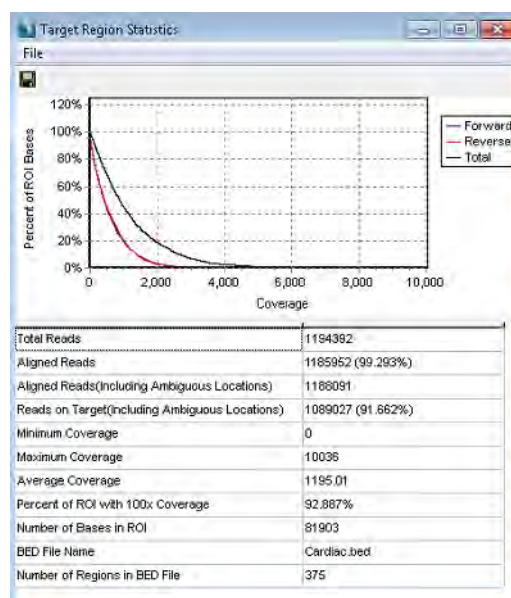 Target Region Statistics
File
120%
100%
80%
60%
40%
20%
0%
Percent of ROI Bases
0 2,000 4,000 6,000 8,000 10,000
Coverage
Forward
Reverse
Total
Total Reads 1194392
Aligned Reads 1185952 (99.293%)
Aligned Reads(Including Ambiguous Locations) 1188091
Reads on Target(Including Ambiguous Locations) 1089027 (91.662%)
Minimum Coverage 0
Maximum Coverage 10036
Average Coverage 1195.01
Percent of ROI with 100x Coverage 92.887%
Number of Bases in ROI 81903
BED File Name Cardiac.bed
Number of Regions in BED File 375